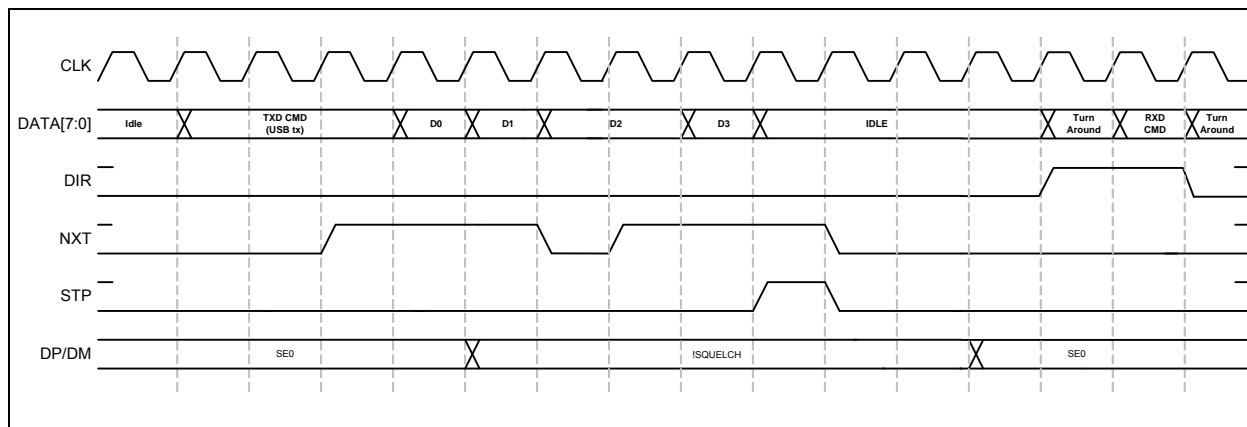 CLK
DATA[7:0]
Idle
TXD CMD
(USB tx)
D0
D1
D2
D3
IDLE
Turn
Around
RXD
CMD
Turn
Around
DIR
NXT
STP
DP/DM
SE0
!SQUELCH
SE0